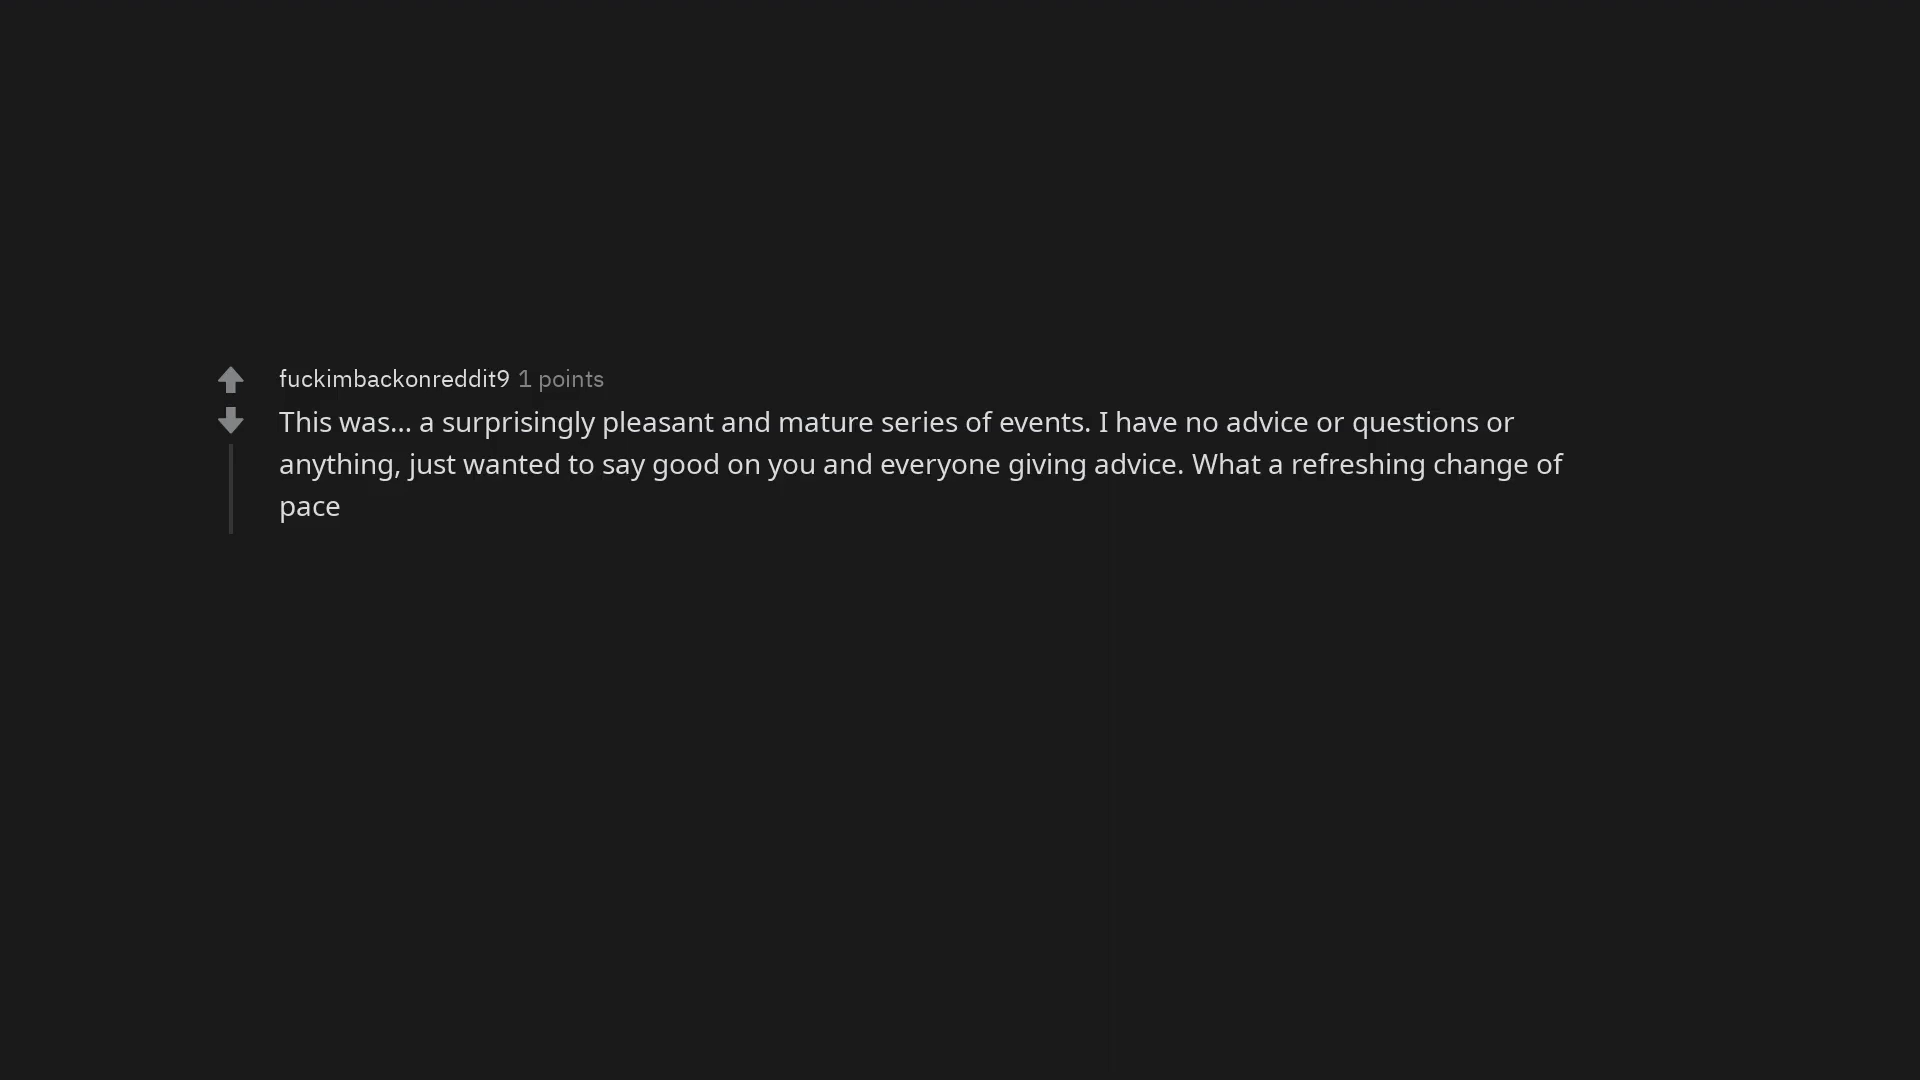 fuckimbackonreddit9 1 points
This was... a surprisingly pleasant and mature series of events. I have no advice or questions or
anything, just wanted to say good on you and everyone giving advice. What a refreshing change of
pace